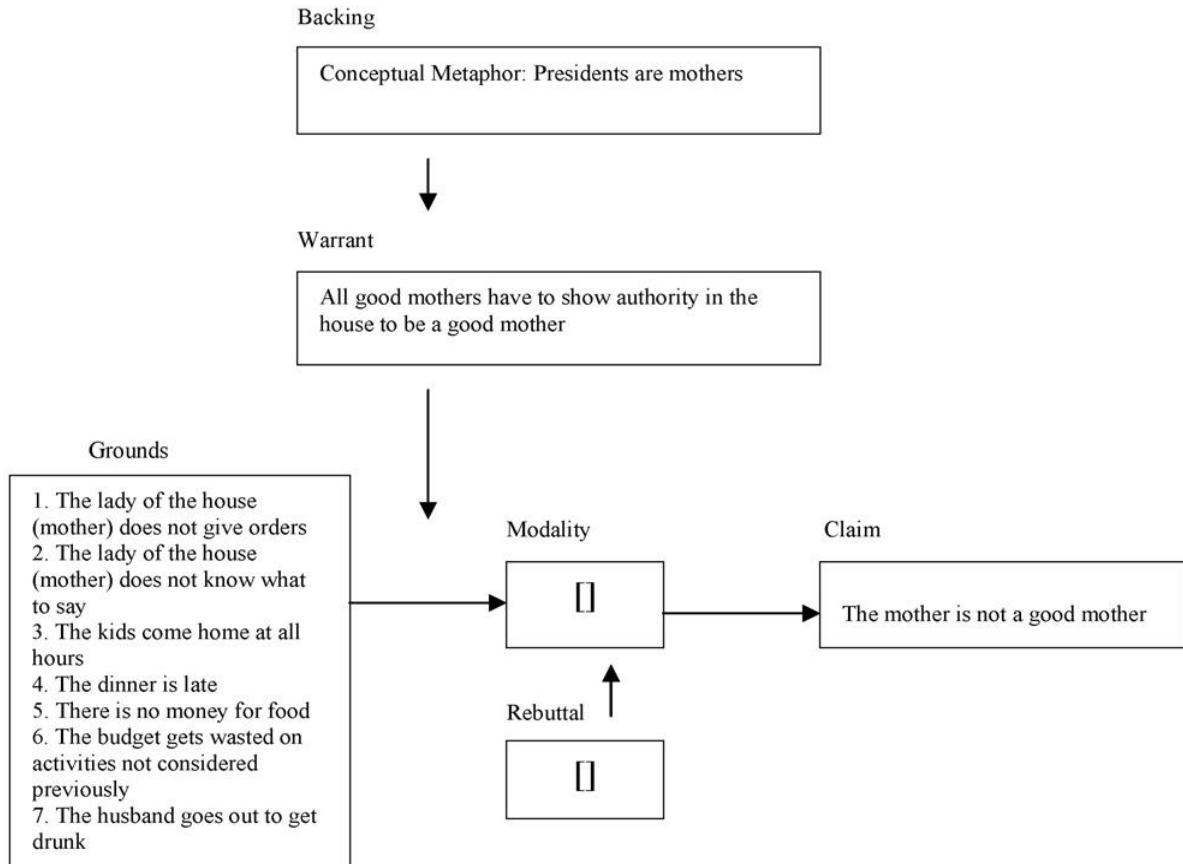 Backing
Conceptual Metaphor: Presidents are mothers
Warrant
All good mothers have to show authority in the
house to be a good mother
Grounds
1. The lady of the house
(mother) does not give orders
2. The lady of the house
(mother) does not know what
to say
3. The kids come home at all
hours
4. The dinner is late
5. There is no money for food
6. The budget gets wasted on
activities not considered
previously
7. The husband goes out to get
drunk
Modality
[]
Claim
The mother is not a good mother
Rebuttal
[]